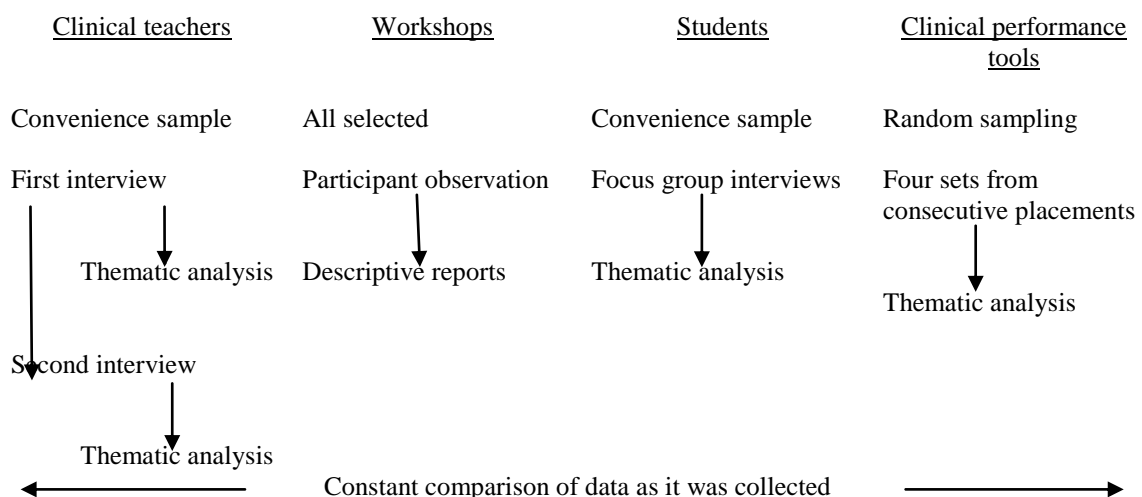 Clinical teachers
Workshops
Students
Clinical performance
tools
Convenience sample
All selected
Convenience sample
Random sampling
First interview
Participant observation
Focus group interviews
Four sets from
consecutive placements
Thematic analysis
Descriptive reports
Thematic analysis
Thematic analysis
Second interview
Thematic analysis
Constant comparison of data as it was collected